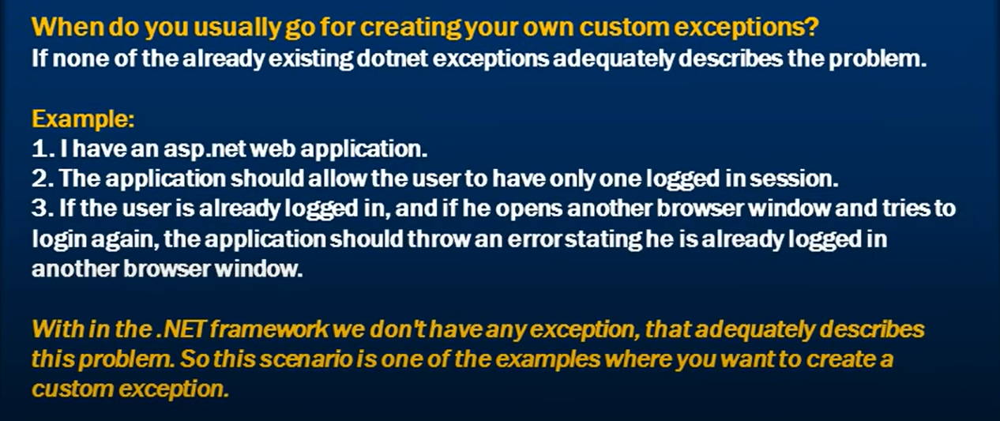 When do you usually go for creating your own custom exceptions?
If none of the already existing dotnet exceptions adequately describes the problem.
Example:
1. I have an asp.net web application.
2. The application should allow the user to have only one logged in session.
3. If the user is already logged in, and if he opens another browser window and tries to
login again, the application should throw an error stating he is already logged in
another browser window.
With in the .NET framework we don't have any exception, that adequately describes
this problem. So this scenario is one of the examples where you want to create a
custom exception.